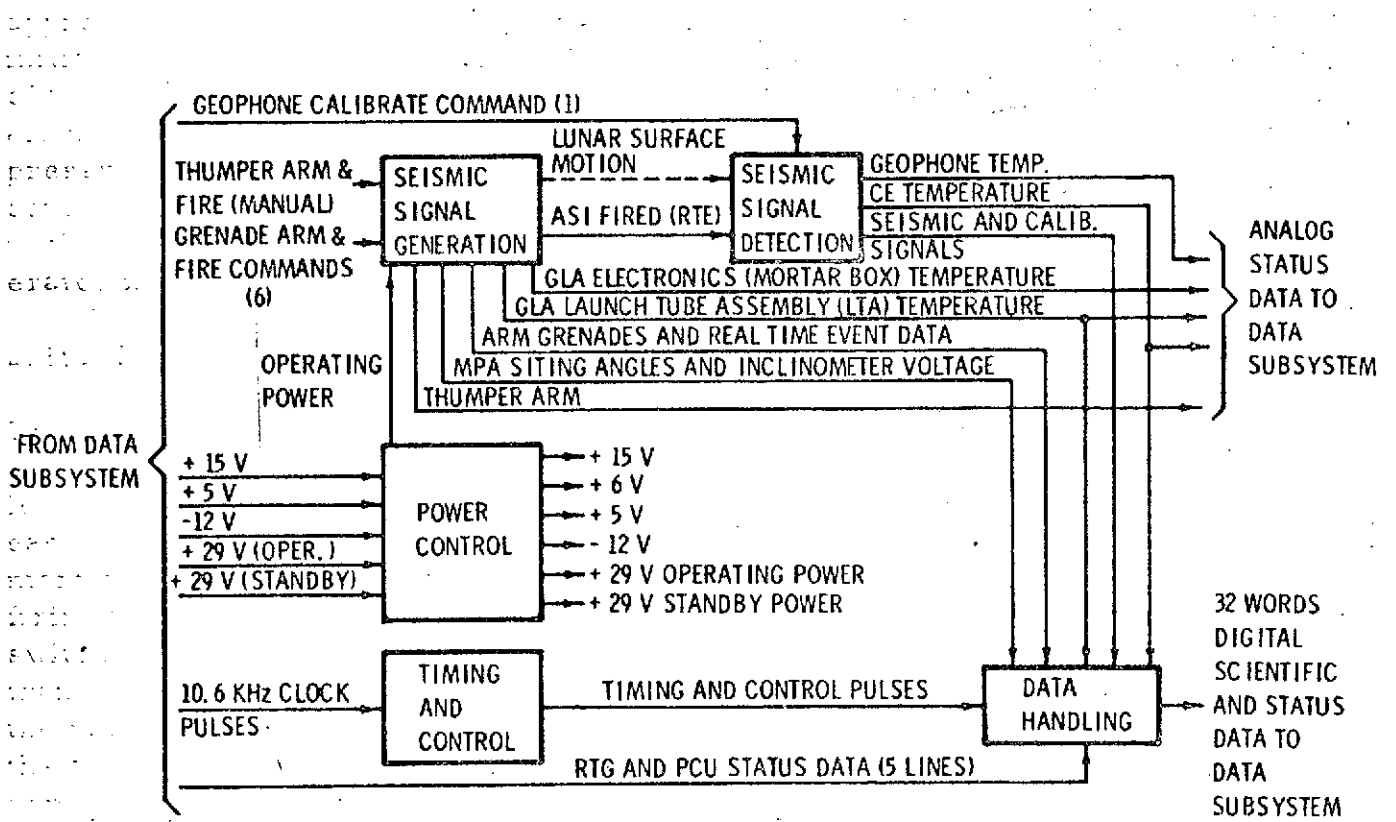 GEOPHONE CALIBRATE COMMAND (1)
THUMPER ARM &
FIRE (MANUAL)
GRENADE ARM &
FIRE COMMANDS
(6)
SEISMIC
SIGNAL
GENERATION
LUNAR SURFACE
MOTION
ASI FIRED (RTE)
SEISMIC
SIGNAL
DETECTION
GEOPHONE TEMP.
CE TEMPERATURE
SEISMIC AND CALIB.
SIGNALS
GLA ELECTRONICS (MORTAR BOX) TEMPERATURE
GLA LAUNCH TUBE ASSEMBLY (LTA) TEMPERATURE
ARM GRENADES AND REAL TIME EVENT DATA
MPA SITING ANGLES AND INCLINOMETER VOLTAGE
THUMPER ARM
ANALOG
STATUS
DATA TO
DATA
SUBSYSTEM
OPERATING
POWER
FROM DATA
SUBSYSTEM
+ 15 V
+ 5 V
-12 V
+ 29 V (OPER.)
+ 29 V (STANDBY)
POWER
CONTROL
+ 15 V
+ 6 V
+ 5 V
- 12 V
+ 29 V OPERATING POWER
+ 29 V STANDBY POWER
10.6 KHz CLOCK
PULSES
TIMING
AND
CONTROL
TIMING AND CONTROL PULSES
DATA
HANDLING
RTG AND PCU STATUS DATA (5 LINES)
32 WORDS
DIGITAL
SCIENTIFIC
AND STATUS
DATA TO
DATA
SUBSYSTEM